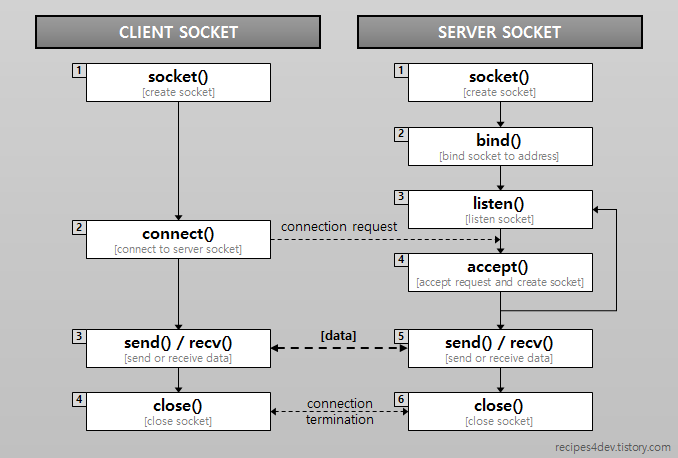 CLIENT SOCKET
SERVER SOCKET
1
socket()
[create socket]
1
socket()
[create socket]
2
bind()
[bind socket to address]
3
listen()
[listen socket]
2
connect()
[connect to server socket]
connection request
4
accept()
[accept request and create socket]
3
send() / recv()
[send or receive data]
[data]
5
send() / recv()
[send or receive data]
4
close()
[close socket]
connection
termination
6
close()
[close socket]
recipes4dev.tistory.com